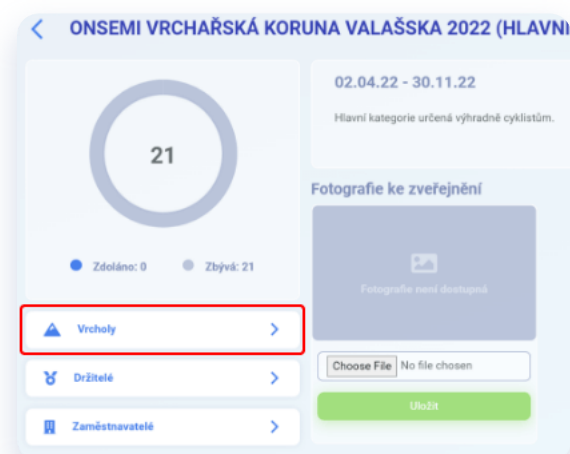 ONSEMI VRCHAŘSKÁ KORUNA VALAŠSKA 2022 (HLAVNÍ
21
Zdoláno: 0 Zbývá: 21
Vrcholy
Držitelé
Zaměstnavatelé
02.04.22 - 30.11.22
Hlavní kategorie určená výhradně cyklistům.
Fotografie ke zveřejnění
Fotografie není dostupná
Choose File No file chosen
Uložit